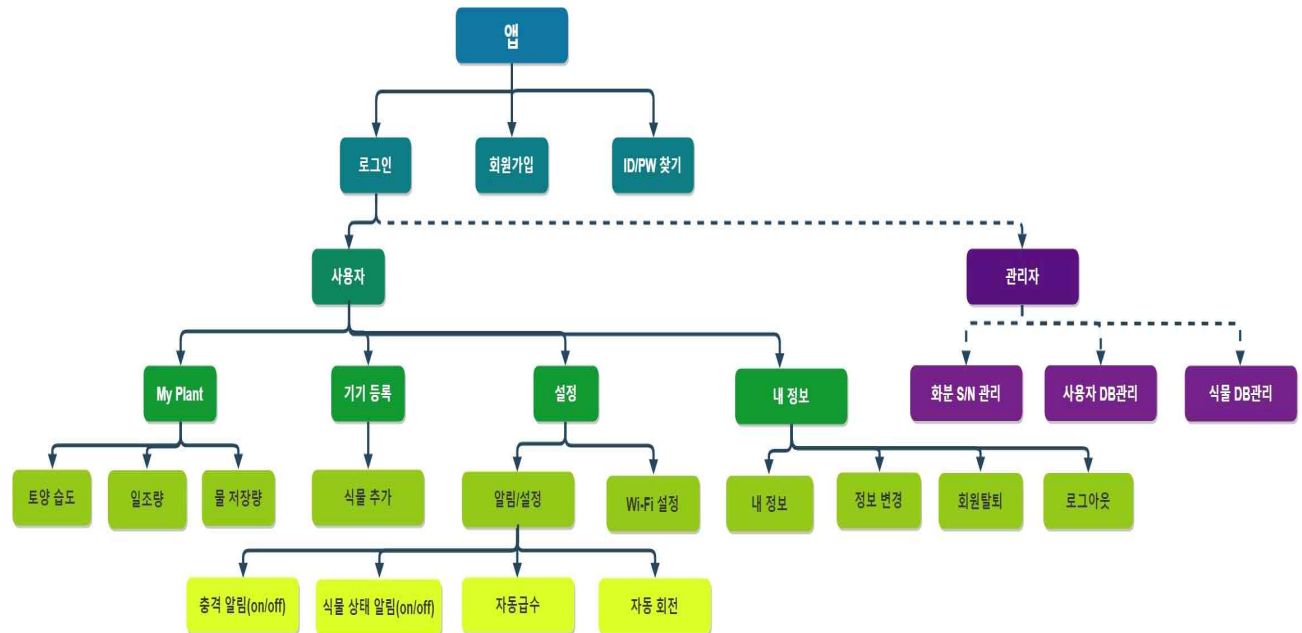 앱
로그인
회원가입
ID/PW 찾기
사용자
관리자
My Plant
기기 등록
설정
내 정보
화분 S/N 관리
사용자 DB관리
식물 DB관리
토양 습도
일조량
물 저장량
식물 추가
알림/설정
Wi-Fi 설정
내 정보
정보 변경
회원탈퇴
로그아웃
충격 알림(on/off)
식물 상태 알림(on/off)
자동급수
자동 회전